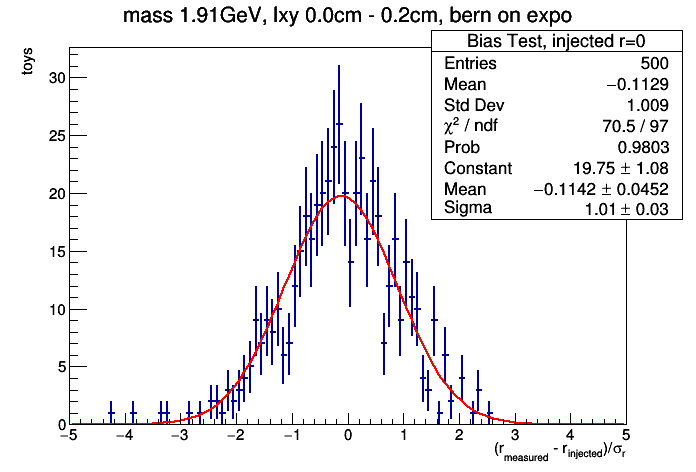 mass 1.91GeV, lxy 0.0cm - 0.2cm, bern on expo
Bias Test, injected r=0
Entries 500
Mean −0.1129
Std Dev 1.009
χ² / ndf 70.5 / 97
Prob 0.9803
Constant 19.75 ± 1.08
Mean −0.1142 ± 0.0452
Sigma 1.01 ± 0.03
toys
30
25
20
15
10
5
0
−5 −4 −3 −2 −1 0 1 2 3 4 5
(r_measured - r_injected)/σ_r